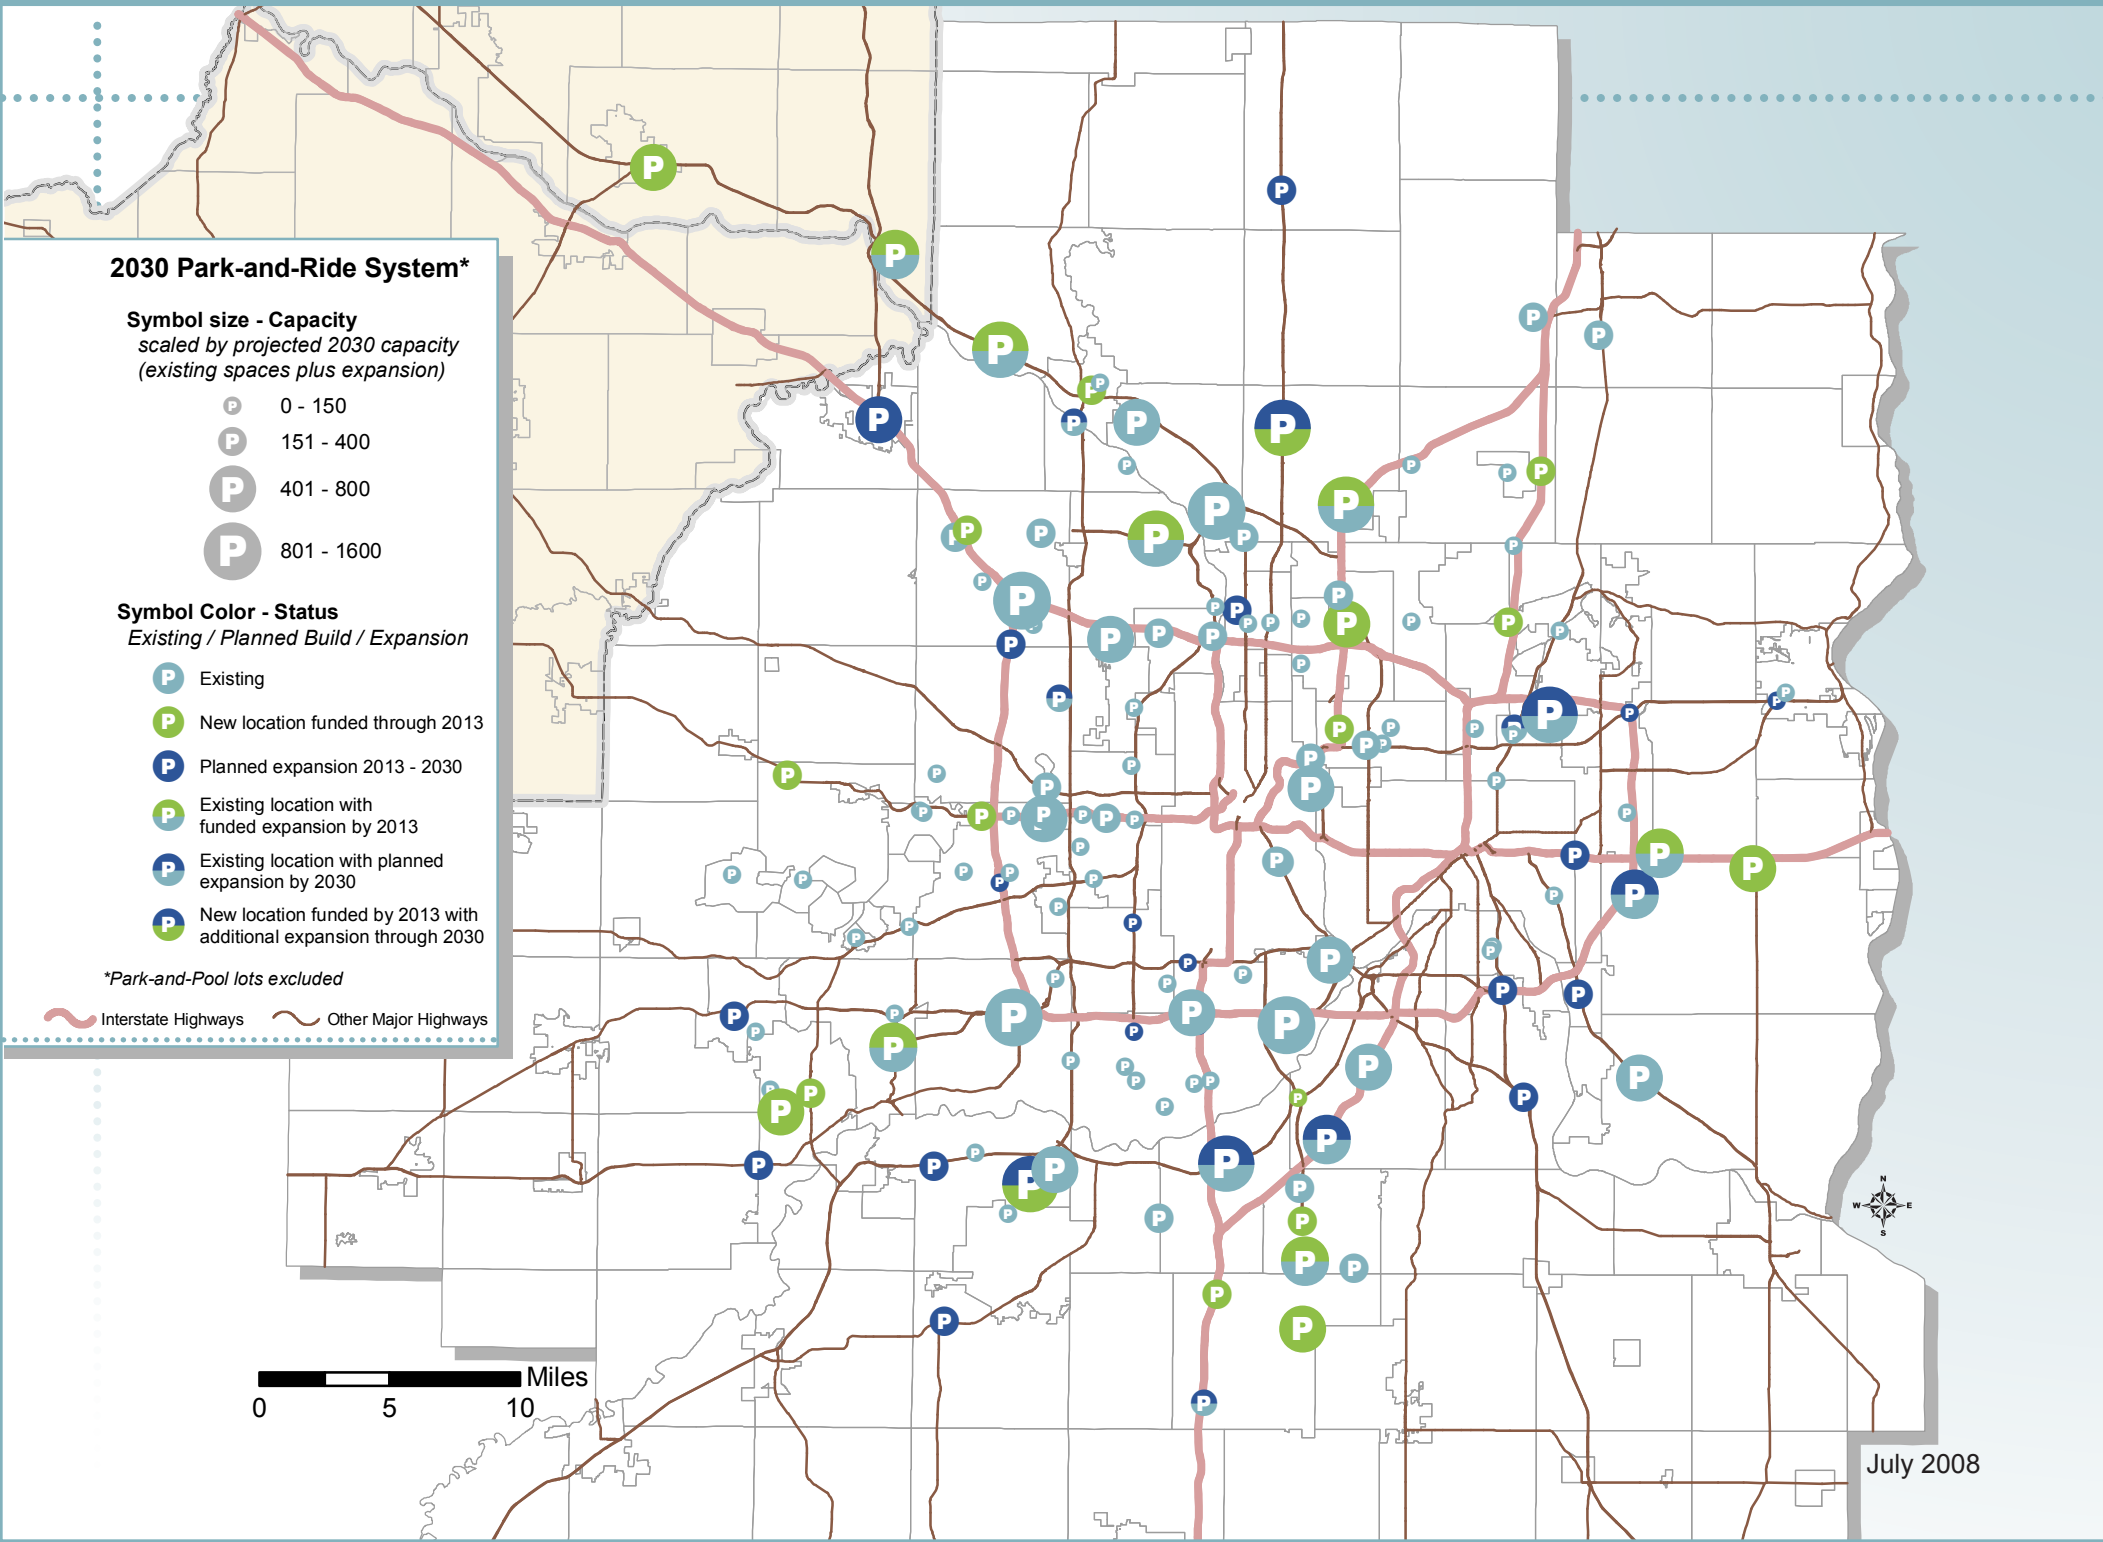 2030 Park-and-Ride System*
Symbol size - Capacity
scaled by projected 2030 capacity
(existing spaces plus expansion)
P 0 - 150
P 151 - 400
P 401 - 800
P 801 - 1600
Symbol Color - Status
Existing / Planned Build / Expansion
P Existing
P New location funded through 2013
P Planned expansion 2013 - 2030
P Existing location with
funded expansion by 2013
P Existing location with planned
expansion by 2030
P New location funded by 2013 with
additional expansion through 2030
*Park-and-Pool lots excluded
Interstate Highways Other Major Highways
N
W E
S
Miles
0 5 10
July 2008